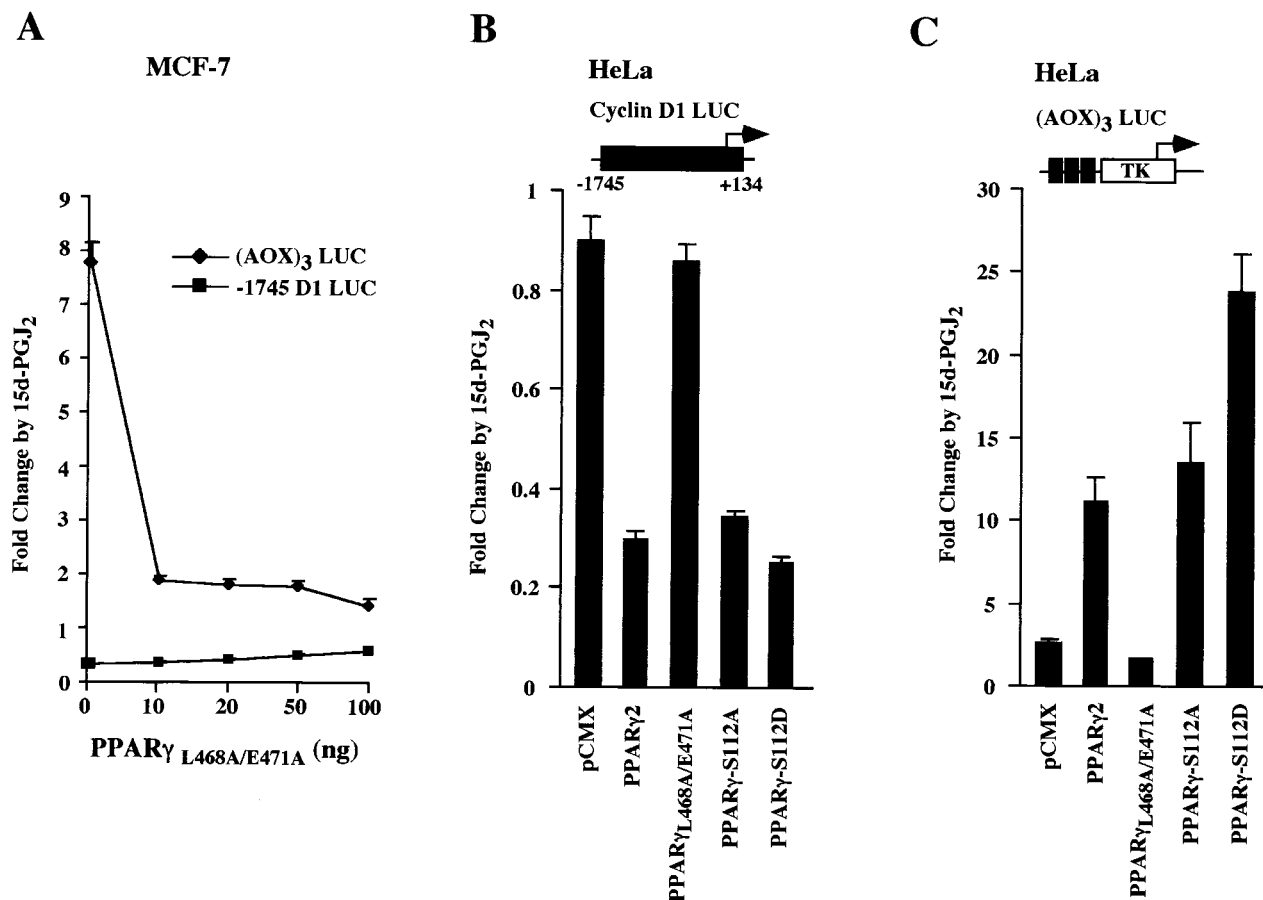 A
MCF-7
Fold Change by 15d-PGJ2
9
8
7
6
5
4
3
2
1
0
(AOX)3 LUC
-1745 D1 LUC
0 10 20 50 100
PPARγ L468A/E471A (ng)
B
HeLa
Cyclin D1 LUC
-1745 +134
Fold Change by 15d-PGJ2
1
0.8
0.6
0.4
0.2
0
pCMX
PPARγ2
PPARγL468A/E471A
PPARγ-S112A
PPARγ-S112D
C
HeLa
(AOX)3 LUC
TK
Fold Change by 15d-PGJ2
30
25
20
15
10
5
0
pCMX
PPARγ2
PPARγL468A/E471A
PPARγ-S112A
PPARγ-S112D